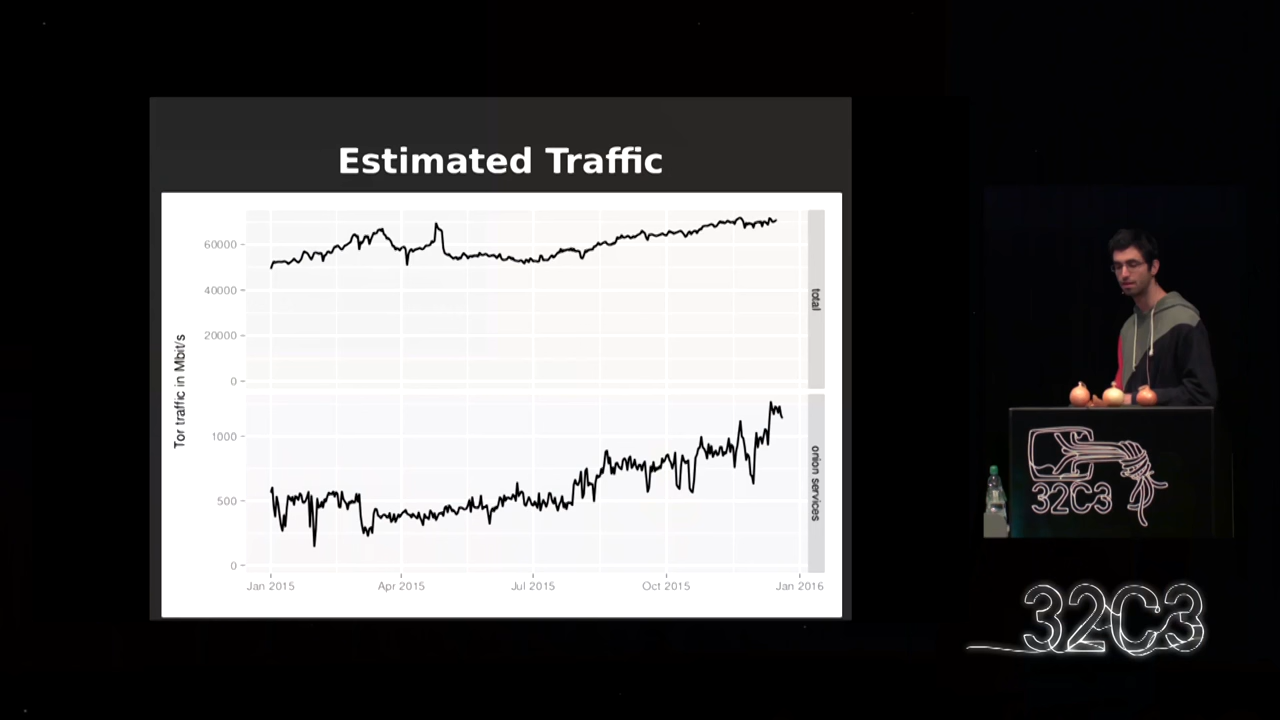 Estimated Traffic
Tor traffic in Mbit/s
60000
40000
20000
0
total
1000
500
0
onion services
Jan 2015
Apr 2015
Jul 2015
Oct 2015
Jan 2016
32C3
32C3